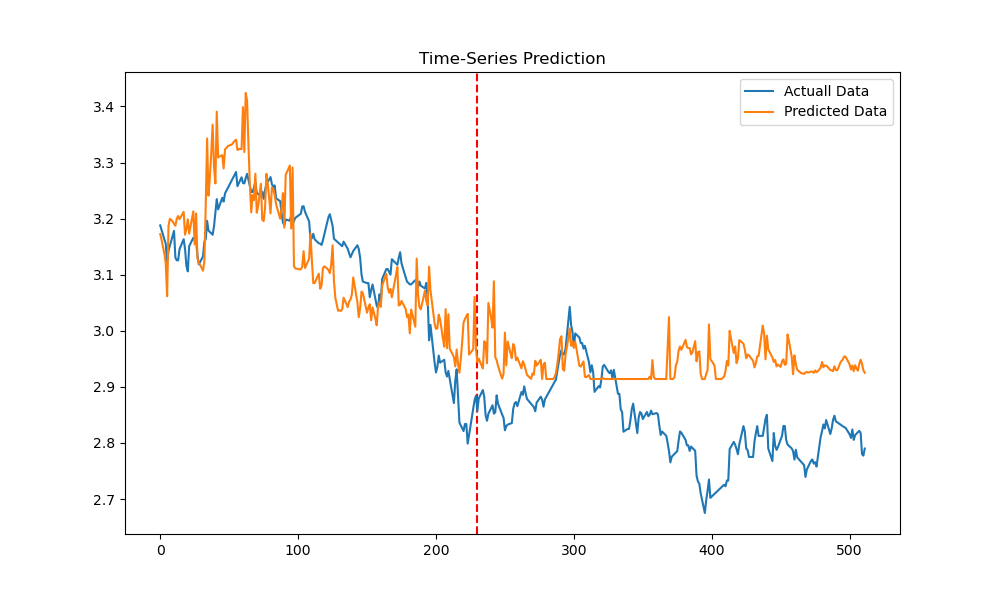 Time-Series Prediction
Actuall Data
Predicted Data
3.4
3.3
3.2
3.1
3.0
2.9
2.8
2.7
0 100 200 300 400 500